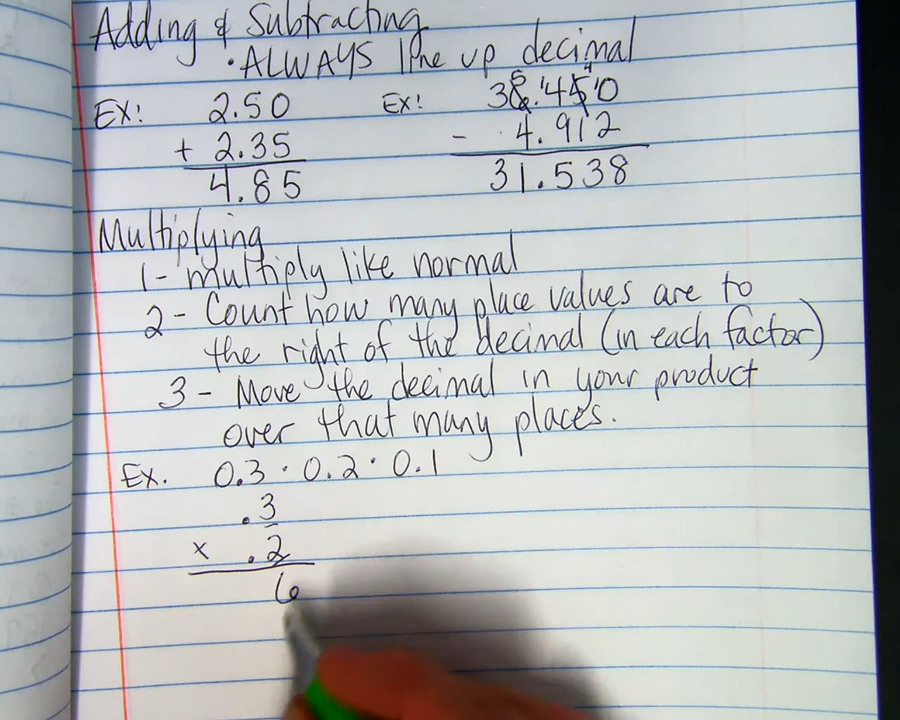 Adding & Subtracting
• ALWAYS line up decimal
Ex: 2.50 Ex: 36.450
+ 2.35 - 4.912
4.85 31.538
Multiplying
1- multiply like normal
2- Count how many place values are to
the right of the decimal (in each factor)
3- Move the decimal in your product
over that many places.
Ex. 0.3 · 0.2 · 0.1
.3
x .2
6